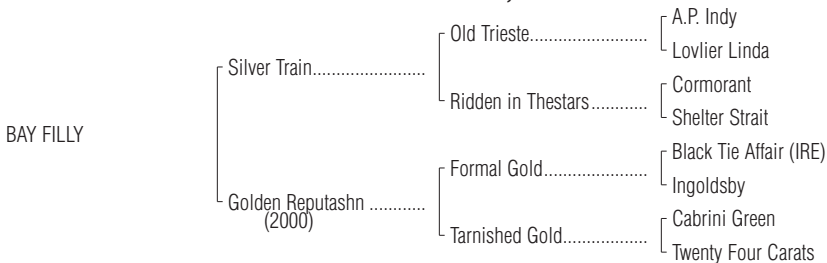 A.P. Indy
Old Trieste..........................
Lovlier Linda
Silver Train.........................
Cormorant
Ridden in Thestars............
Shelter Strait
BAY FILLY
Black Tie Affair (IRE)
Formal Gold.......................
Ingoldsby
Golden Reputashn ............
(2000)
Cabrini Green
Tarnished Gold...................
Twenty Four Carats